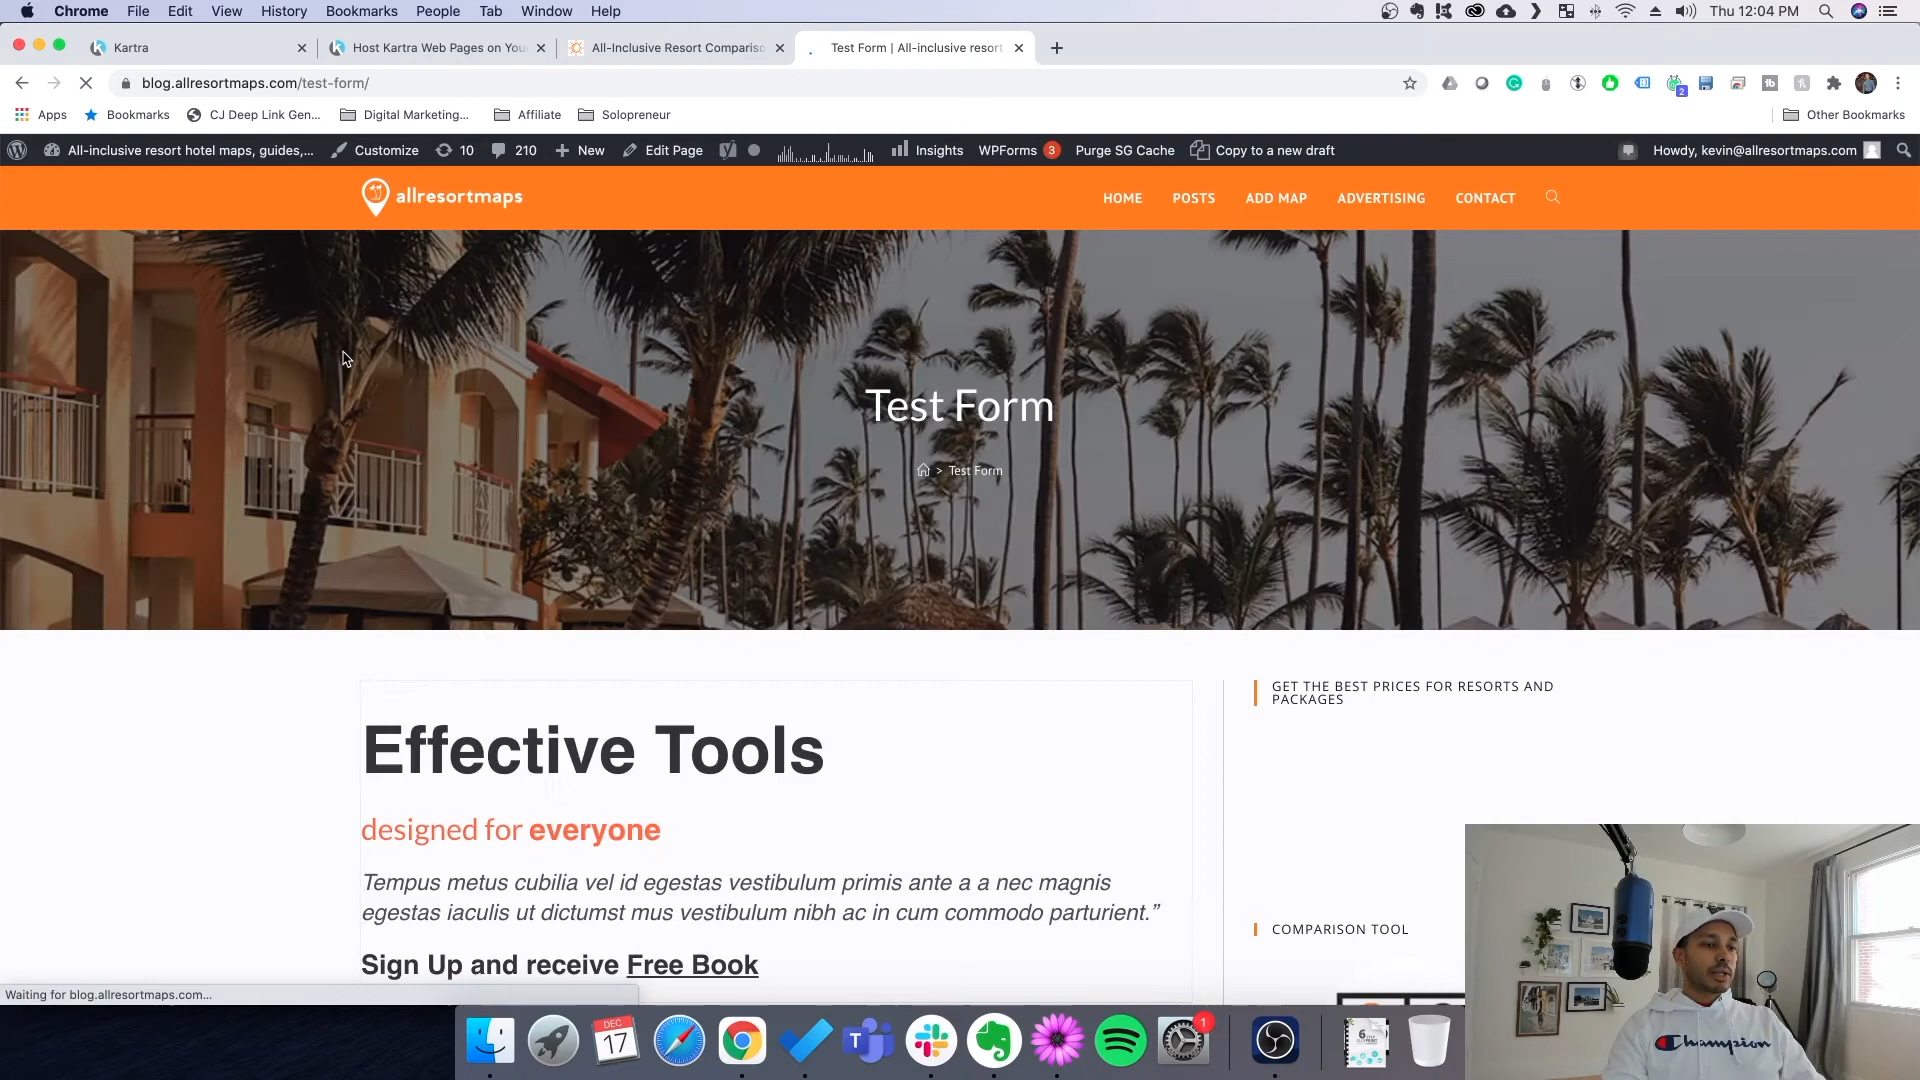 Chrome File Edit View History Bookmarks People Tab Window Help Thu 12:04 PM
Kartra Host Kartra Web Pages on You All-Inclusive Resort Compariso Test Form | All-inclusive resort
blog.allresortmaps.com/test-form/
2
Apps Bookmarks CJ Deep Link Gen... Digital Marketing... Affiliate Solopreneur Other Bookmarks
All-inclusive resort hotel maps, guides,... Customize 10 210 New Edit Page Insights WPForms 3 Purge SG Cache Copy to a new draft Howdy, kevin@allresortmaps.com
allresortmaps HOME POSTS ADD MAP ADVERTISING CONTACT
Test Form
> Test Form
GET THE BEST PRICES FOR RESORTS AND
PACKAGES
Effective Tools
designed for everyone
Tempus metus cubilia vel id egestas vestibulum primis ante a a nec magnis
egestas iaculis ut dictumst mus vestibulum nibh ac in cum commodo parturient.”
COMPARISON TOOL
Sign Up and receive Free Book
Waiting for blog.allresortmaps.com...
DEC
17
T
1
6
Champion